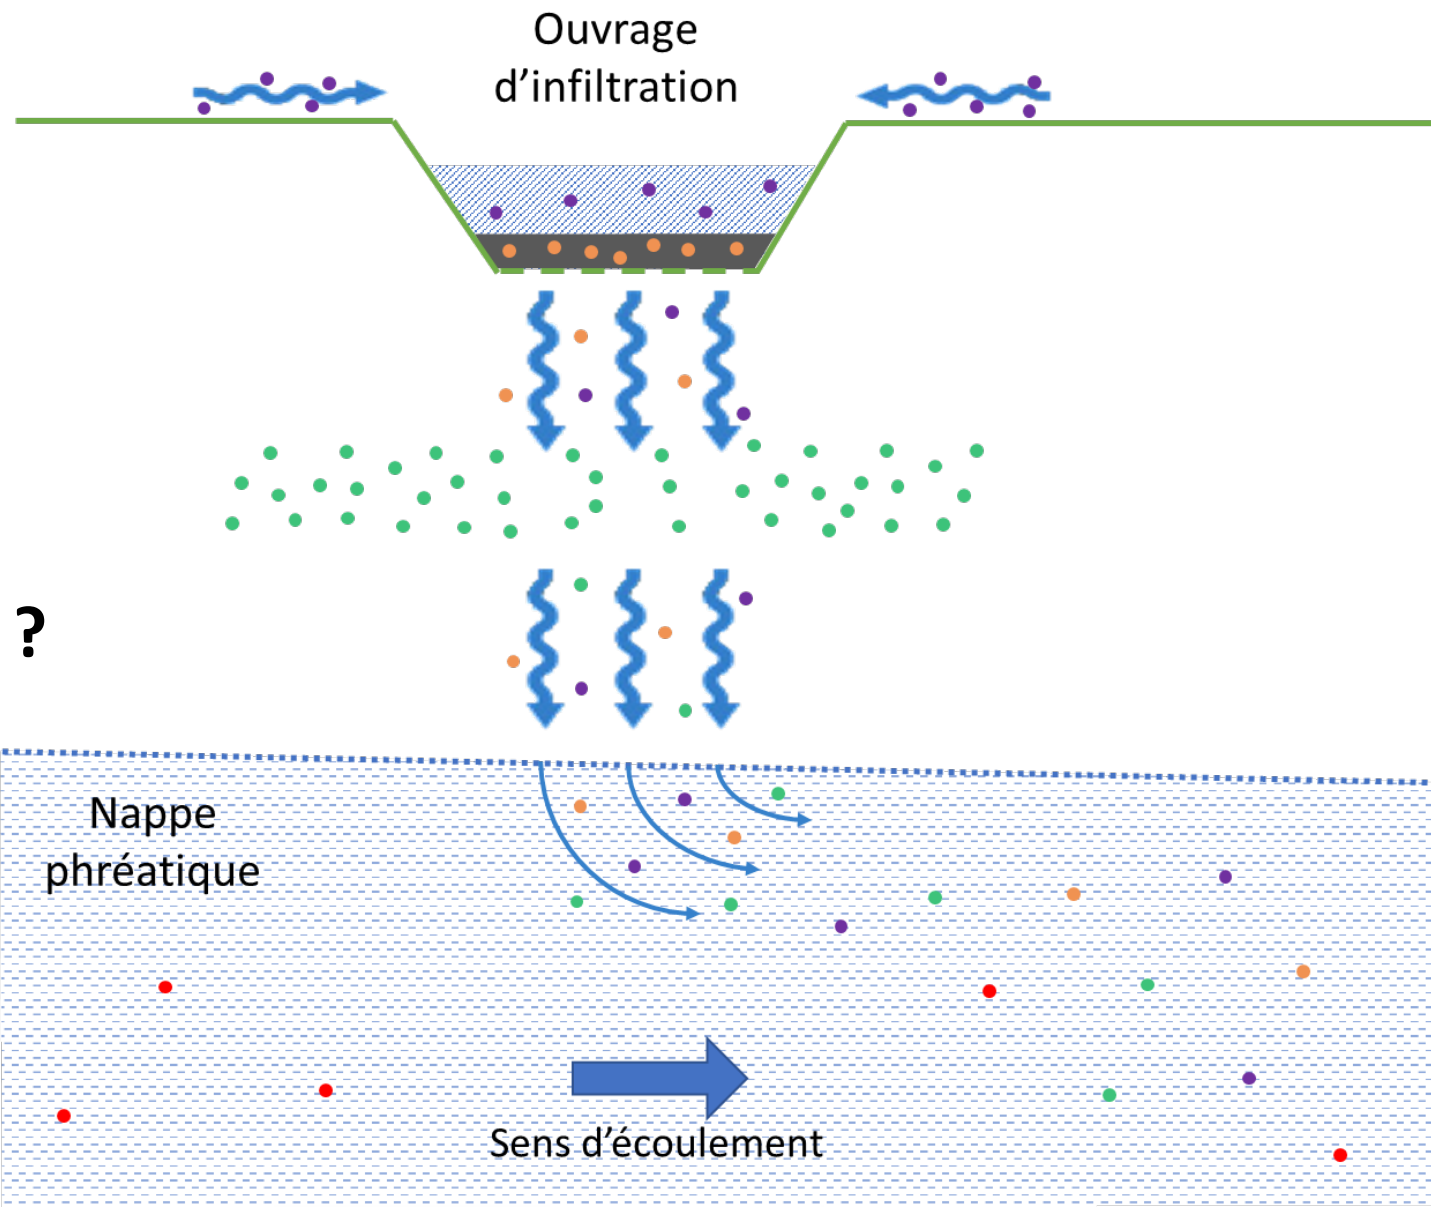 Ouvrage
d’infiltration
?
Nappe
phréatique
Sens d’écoulement